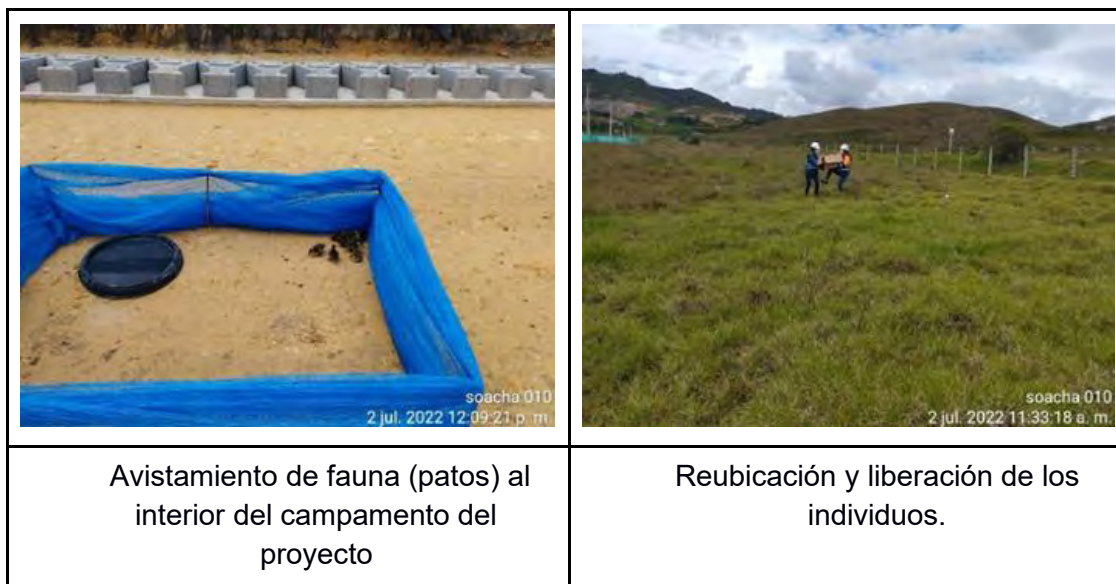 soacha 010
2 jul. 2022 12:09:21 p. m.
soacha 010
2 jul. 2022 11:33:18 a. m.
Avistamiento de fauna (patos) al
interior del campamento del
proyecto
Reubicación y liberación de los
individuos.